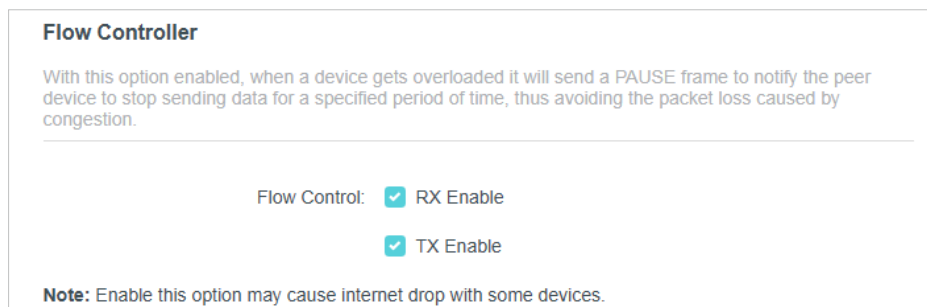 Flow Controller
With this option enabled, when a device gets overloaded it will send a PAUSE frame to notify the peer
device to stop sending data for a specified period of time, thus avoiding the packet loss caused by
congestion.
Flow Control: RX Enable
TX Enable
Note: Enable this option may cause internet drop with some devices.